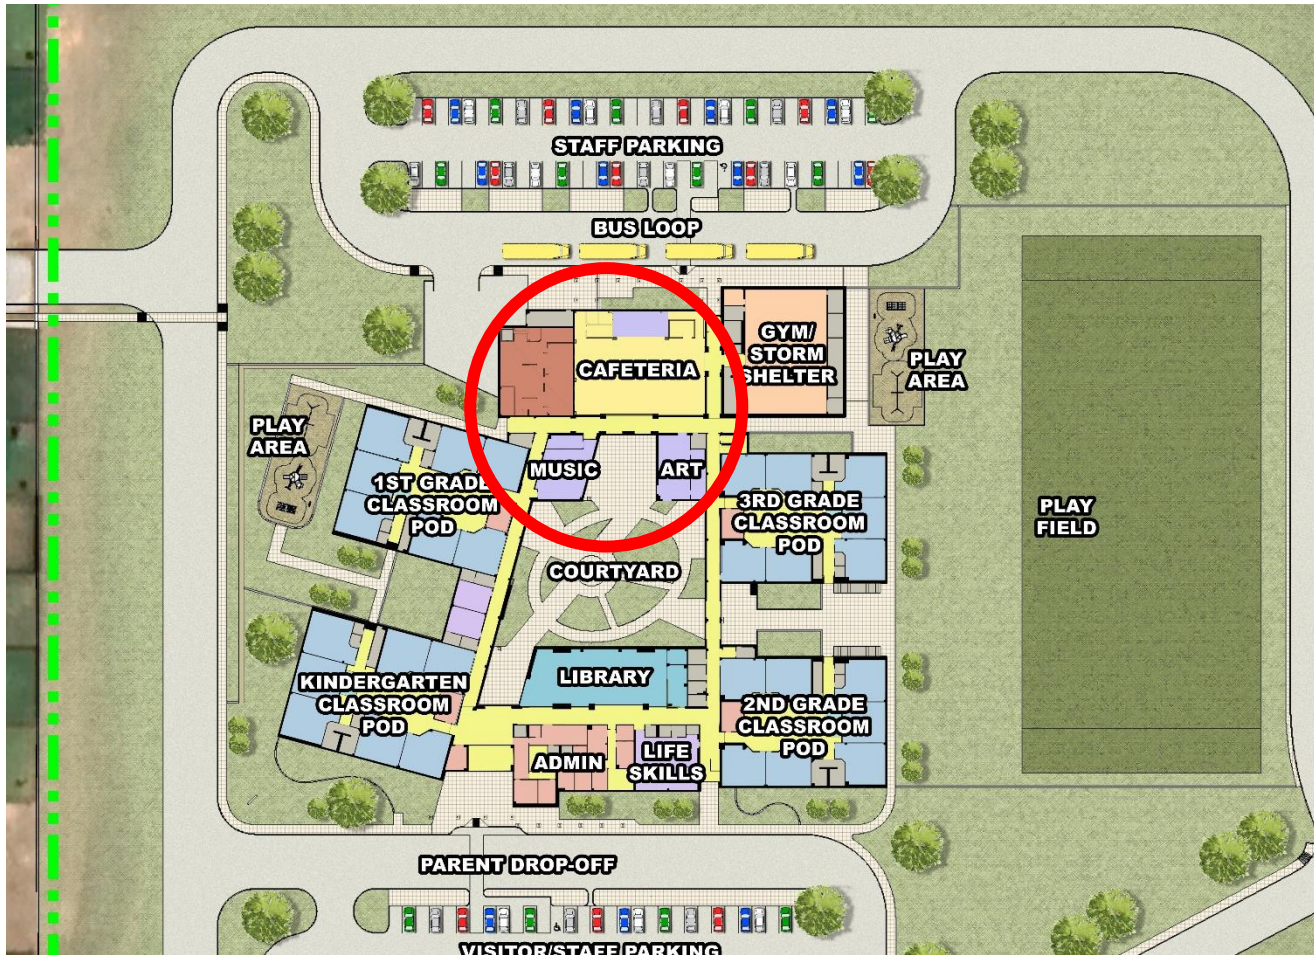 STAFF PARKING
BUS LOOP
CAFETERIA
GYM/
STORM
SHELTER
PLAY
AREA
PLAY
AREA
MUSIC
ART
1ST GRADE
CLASSROOM
POD
3RD GRADE
CLASSROOM
POD
PLAY
FIELD
COURTYARD
LIBRARY
KINDERGARTEN
CLASSROOM
POD
2ND GRADE
CLASSROOM
POD
ADMIN
LIFE
SKILLS
PARENT DROP-OFF
VISITOR/STAFF PARKING